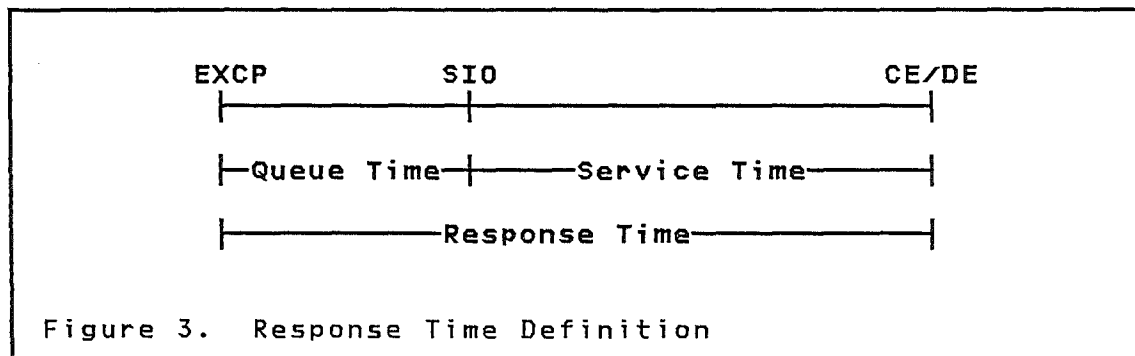 EXCP SIO CE/DE
Queue Time Service Time
Response Time
Figure 3. Response Time Definition